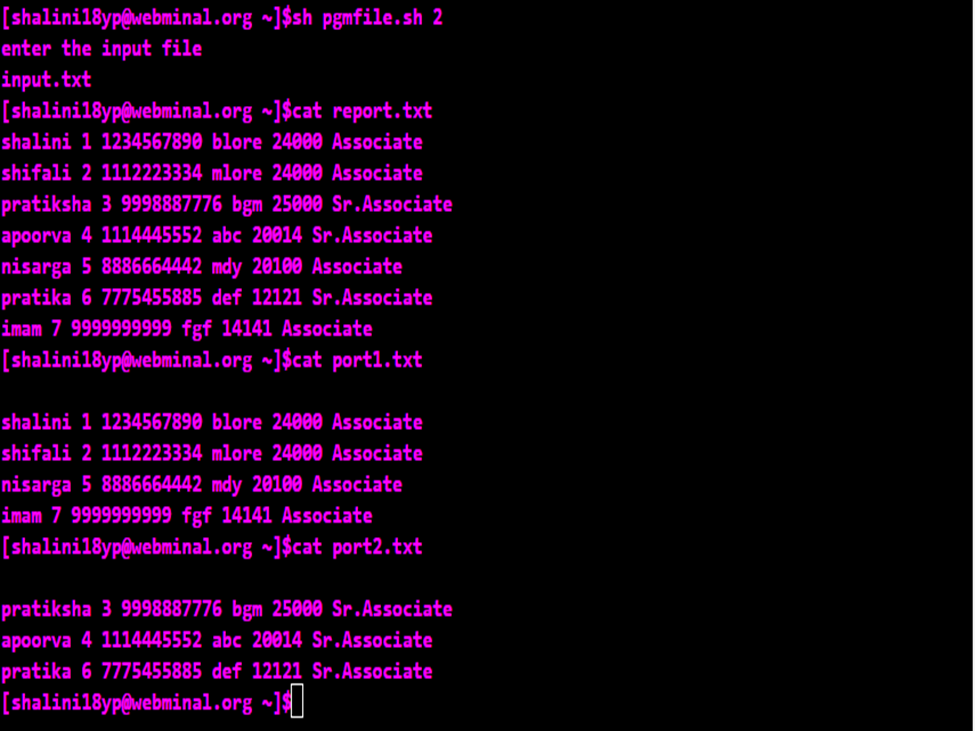 [shalini18yp@webminal.org ~]$sh pgmfile.sh 2
enter the input file
input.txt
[shalini18yp@webminal.org ~]$cat report.txt
shalini 1 1234567890 blore 24000 Associate
shifali 2 1112223334 mlore 24000 Associate
pratiksha 3 9998887776 bgm 25000 Sr.Associate
apoorva 4 1114445552 abc 20014 Sr.Associate
nisarga 5 8886664442 mdy 20100 Associate
pratika 6 7775455885 def 12121 Sr.Associate
imam 7 9999999999 fgf 14141 Associate
[shalini18yp@webminal.org ~]$cat port1.txt
shalini 1 1234567890 blore 24000 Associate
shifali 2 1112223334 mlore 24000 Associate
nisarga 5 8886664442 mdy 20100 Associate
imam 7 9999999999 fgf 14141 Associate
[shalini18yp@webminal.org ~]$cat port2.txt
pratiksha 3 9998887776 bgm 25000 Sr.Associate
apoorva 4 1114445552 abc 20014 Sr.Associate
pratika 6 7775455885 def 12121 Sr.Associate
[shalini18yp@webminal.org ~]$